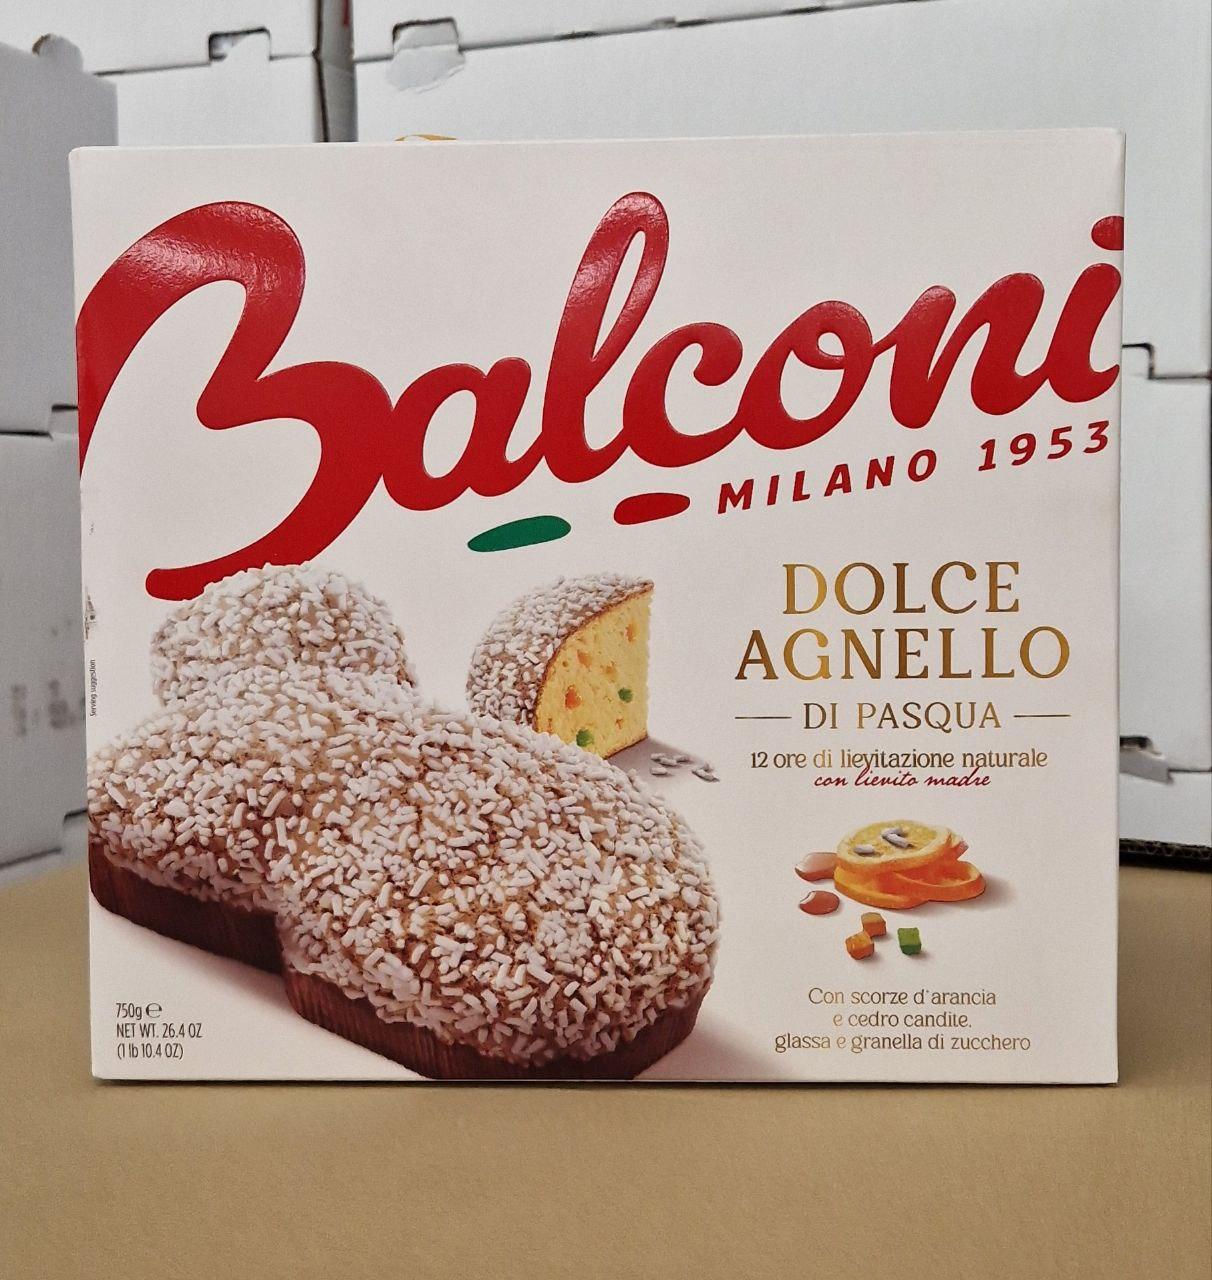 Balconi
MILANO 1953
DOLCE
AGNELLO
DI PASQUA
12 ore di lievitazione naturale
con lievito madre
Con scorze d'arancia
e cedro candite,
glassa e granella di zucchero
Serving suggestion
750g ℮
NET WT. 26.4 OZ
(1 lb 10.4 OZ)